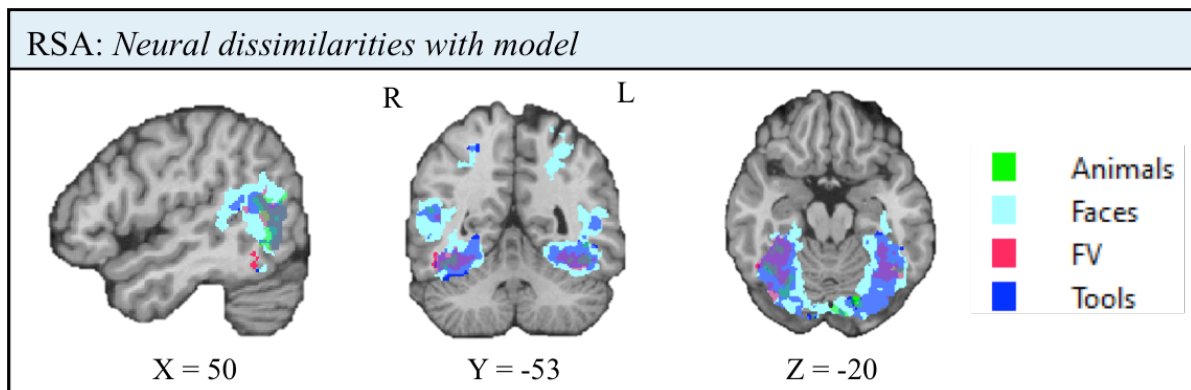 RSA: Neural dissimilarities with model
R
L
X = 50
Y = -53
Z = -20
Animals
Faces
FV
Tools